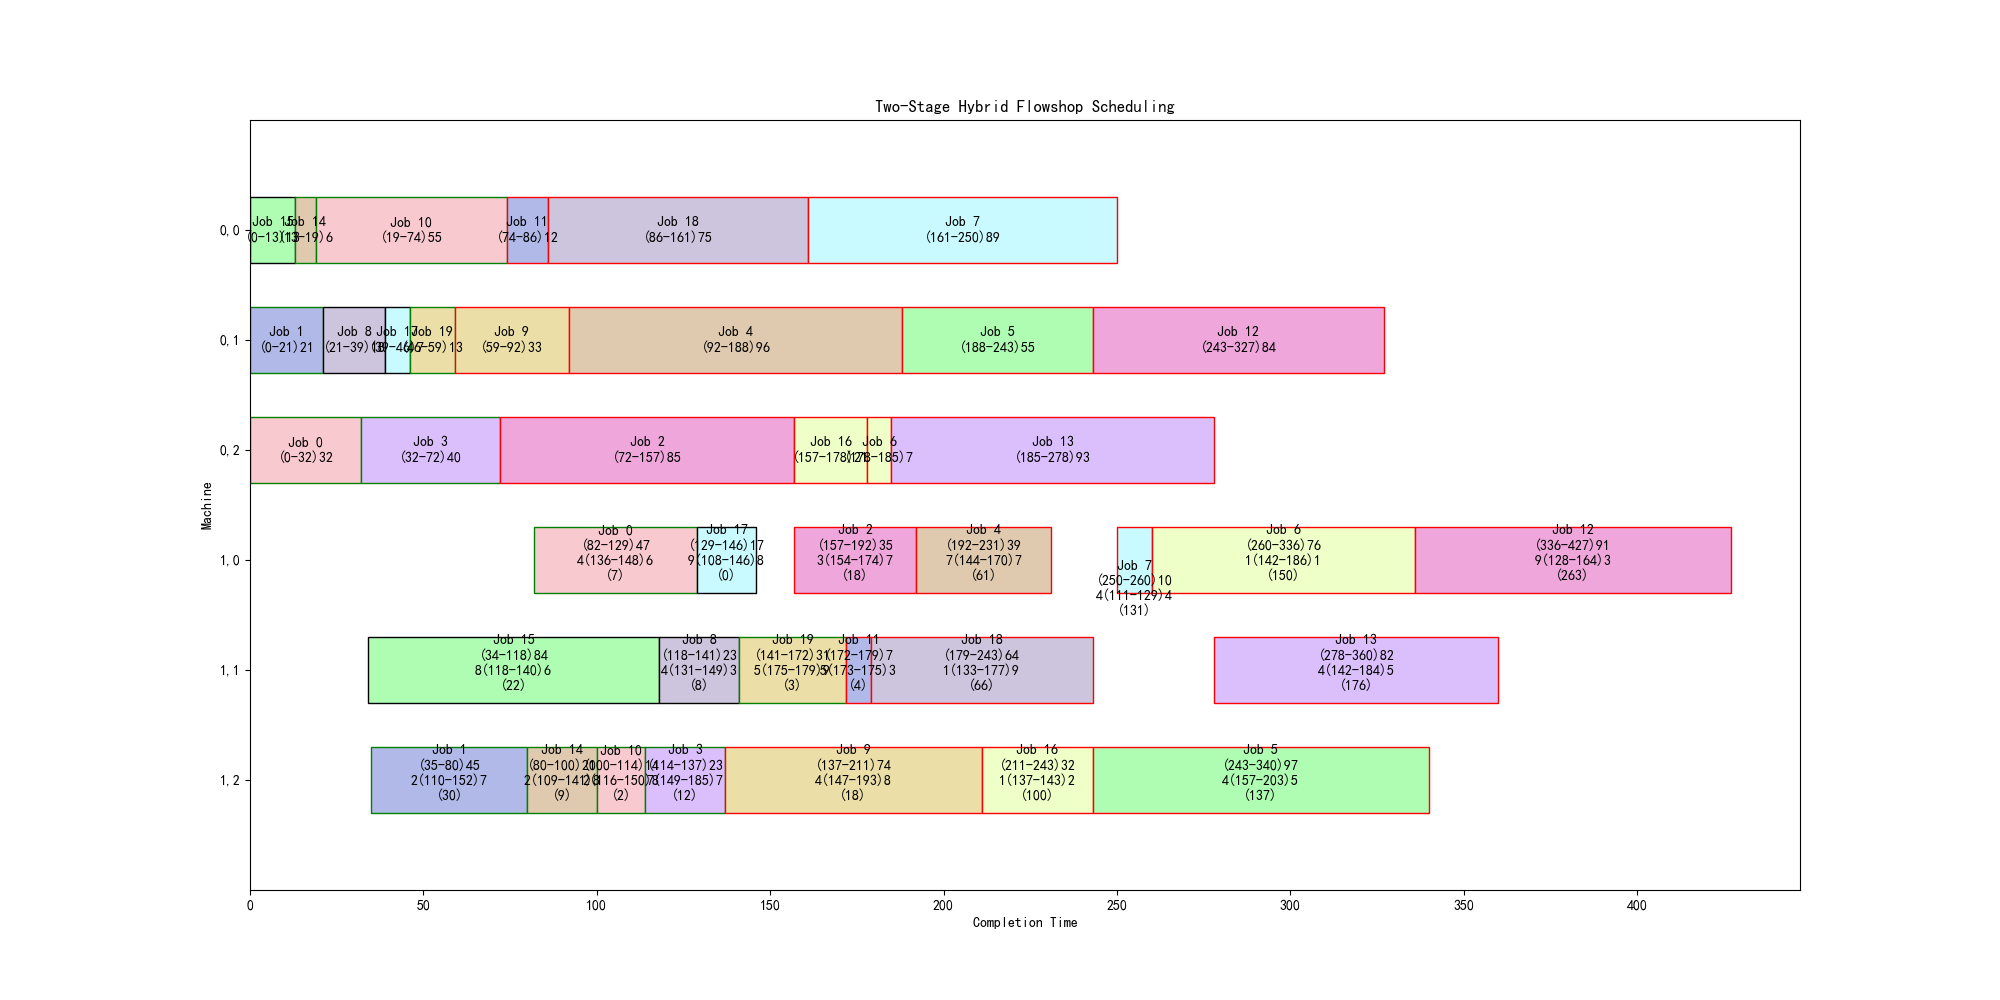 Two-Stage Hybrid Flowshop Scheduling
Machine
0,0
Job 15
(0-13)13
Job 14
(13-19)6
Job 10
(19-74)55
Job 11
(74-86)12
Job 18
(86-161)75
Job 7
(161-250)89
0,1
Job 1
(0-21)21
Job 8
(21-39)18
Job 17
(39-46)7
Job 19
(46-59)13
Job 9
(59-92)33
Job 4
(92-188)96
Job 5
(188-243)55
Job 12
(243-327)84
0,2
Job 0
(0-32)32
Job 3
(32-72)40
Job 2
(72-157)85
Job 16
(157-178)21
Job 6
(178-185)7
Job 13
(185-278)93
1,0
Job 0
(82-129)47
4(136-148)6
(7)
Job 17
(129-146)17
9(108-146)8
(0)
Job 2
(157-192)35
3(154-174)7
(18)
Job 4
(192-231)39
7(144-170)7
(61)
Job 7
(250-260)10
4(111-129)4
(131)
Job 6
(260-336)76
1(142-186)1
(150)
Job 12
(336-427)91
9(128-164)3
(263)
1,1
Job 15
(34-118)84
8(118-140)6
(22)
Job 8
(118-141)23
4(131-149)3
(8)
Job 19
(141-172)31
5(175-179)9
(3)
Job 11
(172-179)7
(173-175)3
(4)
Job 18
(179-243)64
1(133-177)9
(66)
Job 13
(278-360)82
4(142-184)5
(176)
1,2
Job 1
(35-80)45
2(110-152)7
(30)
Job 14
(80-100)20
2(109-141)8
(9)
Job 10
(100-114)14
(116-150)8
(2)
Job 3
(114-137)23
(149-185)7
(12)
Job 9
(137-211)74
4(147-193)8
(18)
Job 16
(211-243)32
1(137-143)2
(100)
Job 5
(243-340)97
4(157-203)5
(137)
0
50
100
150
200
250
300
350
400
Completion Time